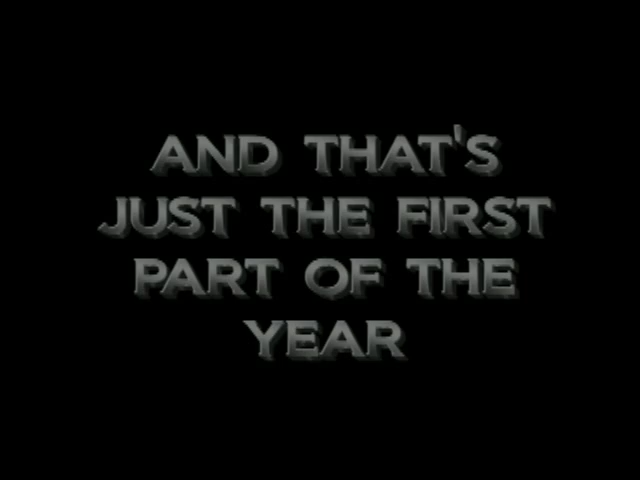 AND THAT'S
JUST THE FIRST
PART OF THE
YEAR